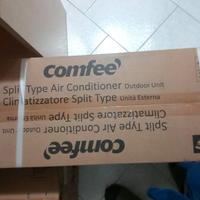 comfee'
Split Type Air Conditioner Outdoor Unit
Climatizzatore Split Type Unità Esterna
Split Type Air Conditioner Outdoor Unit
Climatizzatore Split Type Unità Esterna
comfee'